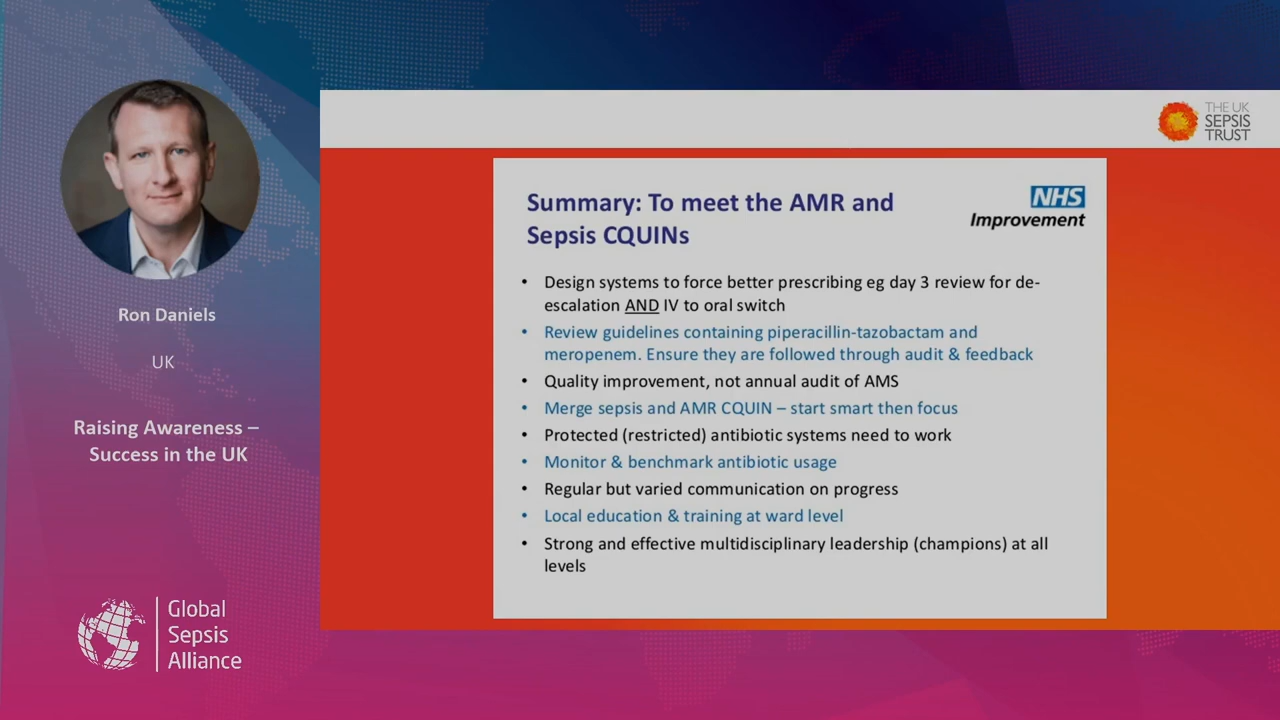 Ron Daniels
UK
Raising Awareness –
Success in the UK
Global
Sepsis
Alliance
THE UK
SEPSIS
TRUST
Summary: To meet the AMR and
Sepsis CQUINs
NHS
Improvement
• Design systems to force better prescribing eg day 3 review for de-
escalation AND IV to oral switch
• Review guidelines containing piperacillin-tazobactam and
meropenem. Ensure they are followed through audit & feedback
• Quality improvement, not annual audit of AMS
• Merge sepsis and AMR CQUIN – start smart then focus
• Protected (restricted) antibiotic systems need to work
• Monitor & benchmark antibiotic usage
• Regular but varied communication on progress
• Local education & training at ward level
• Strong and effective multidisciplinary leadership (champions) at all
levels